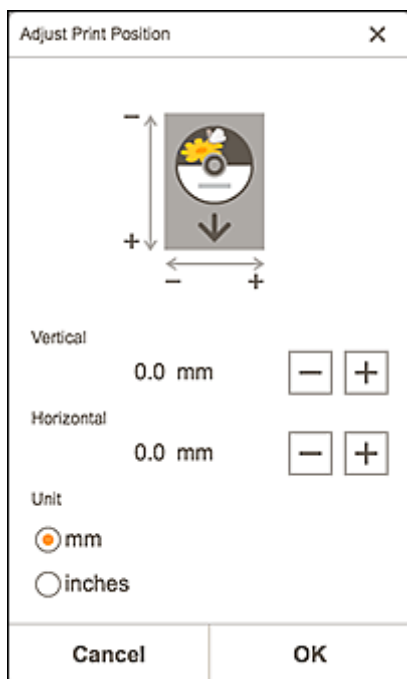 Adjust Print Position
−
+
− +
Vertical
0.0 mm − +
Horizontal
0.0 mm − +
Unit
mm
inches
Cancel OK